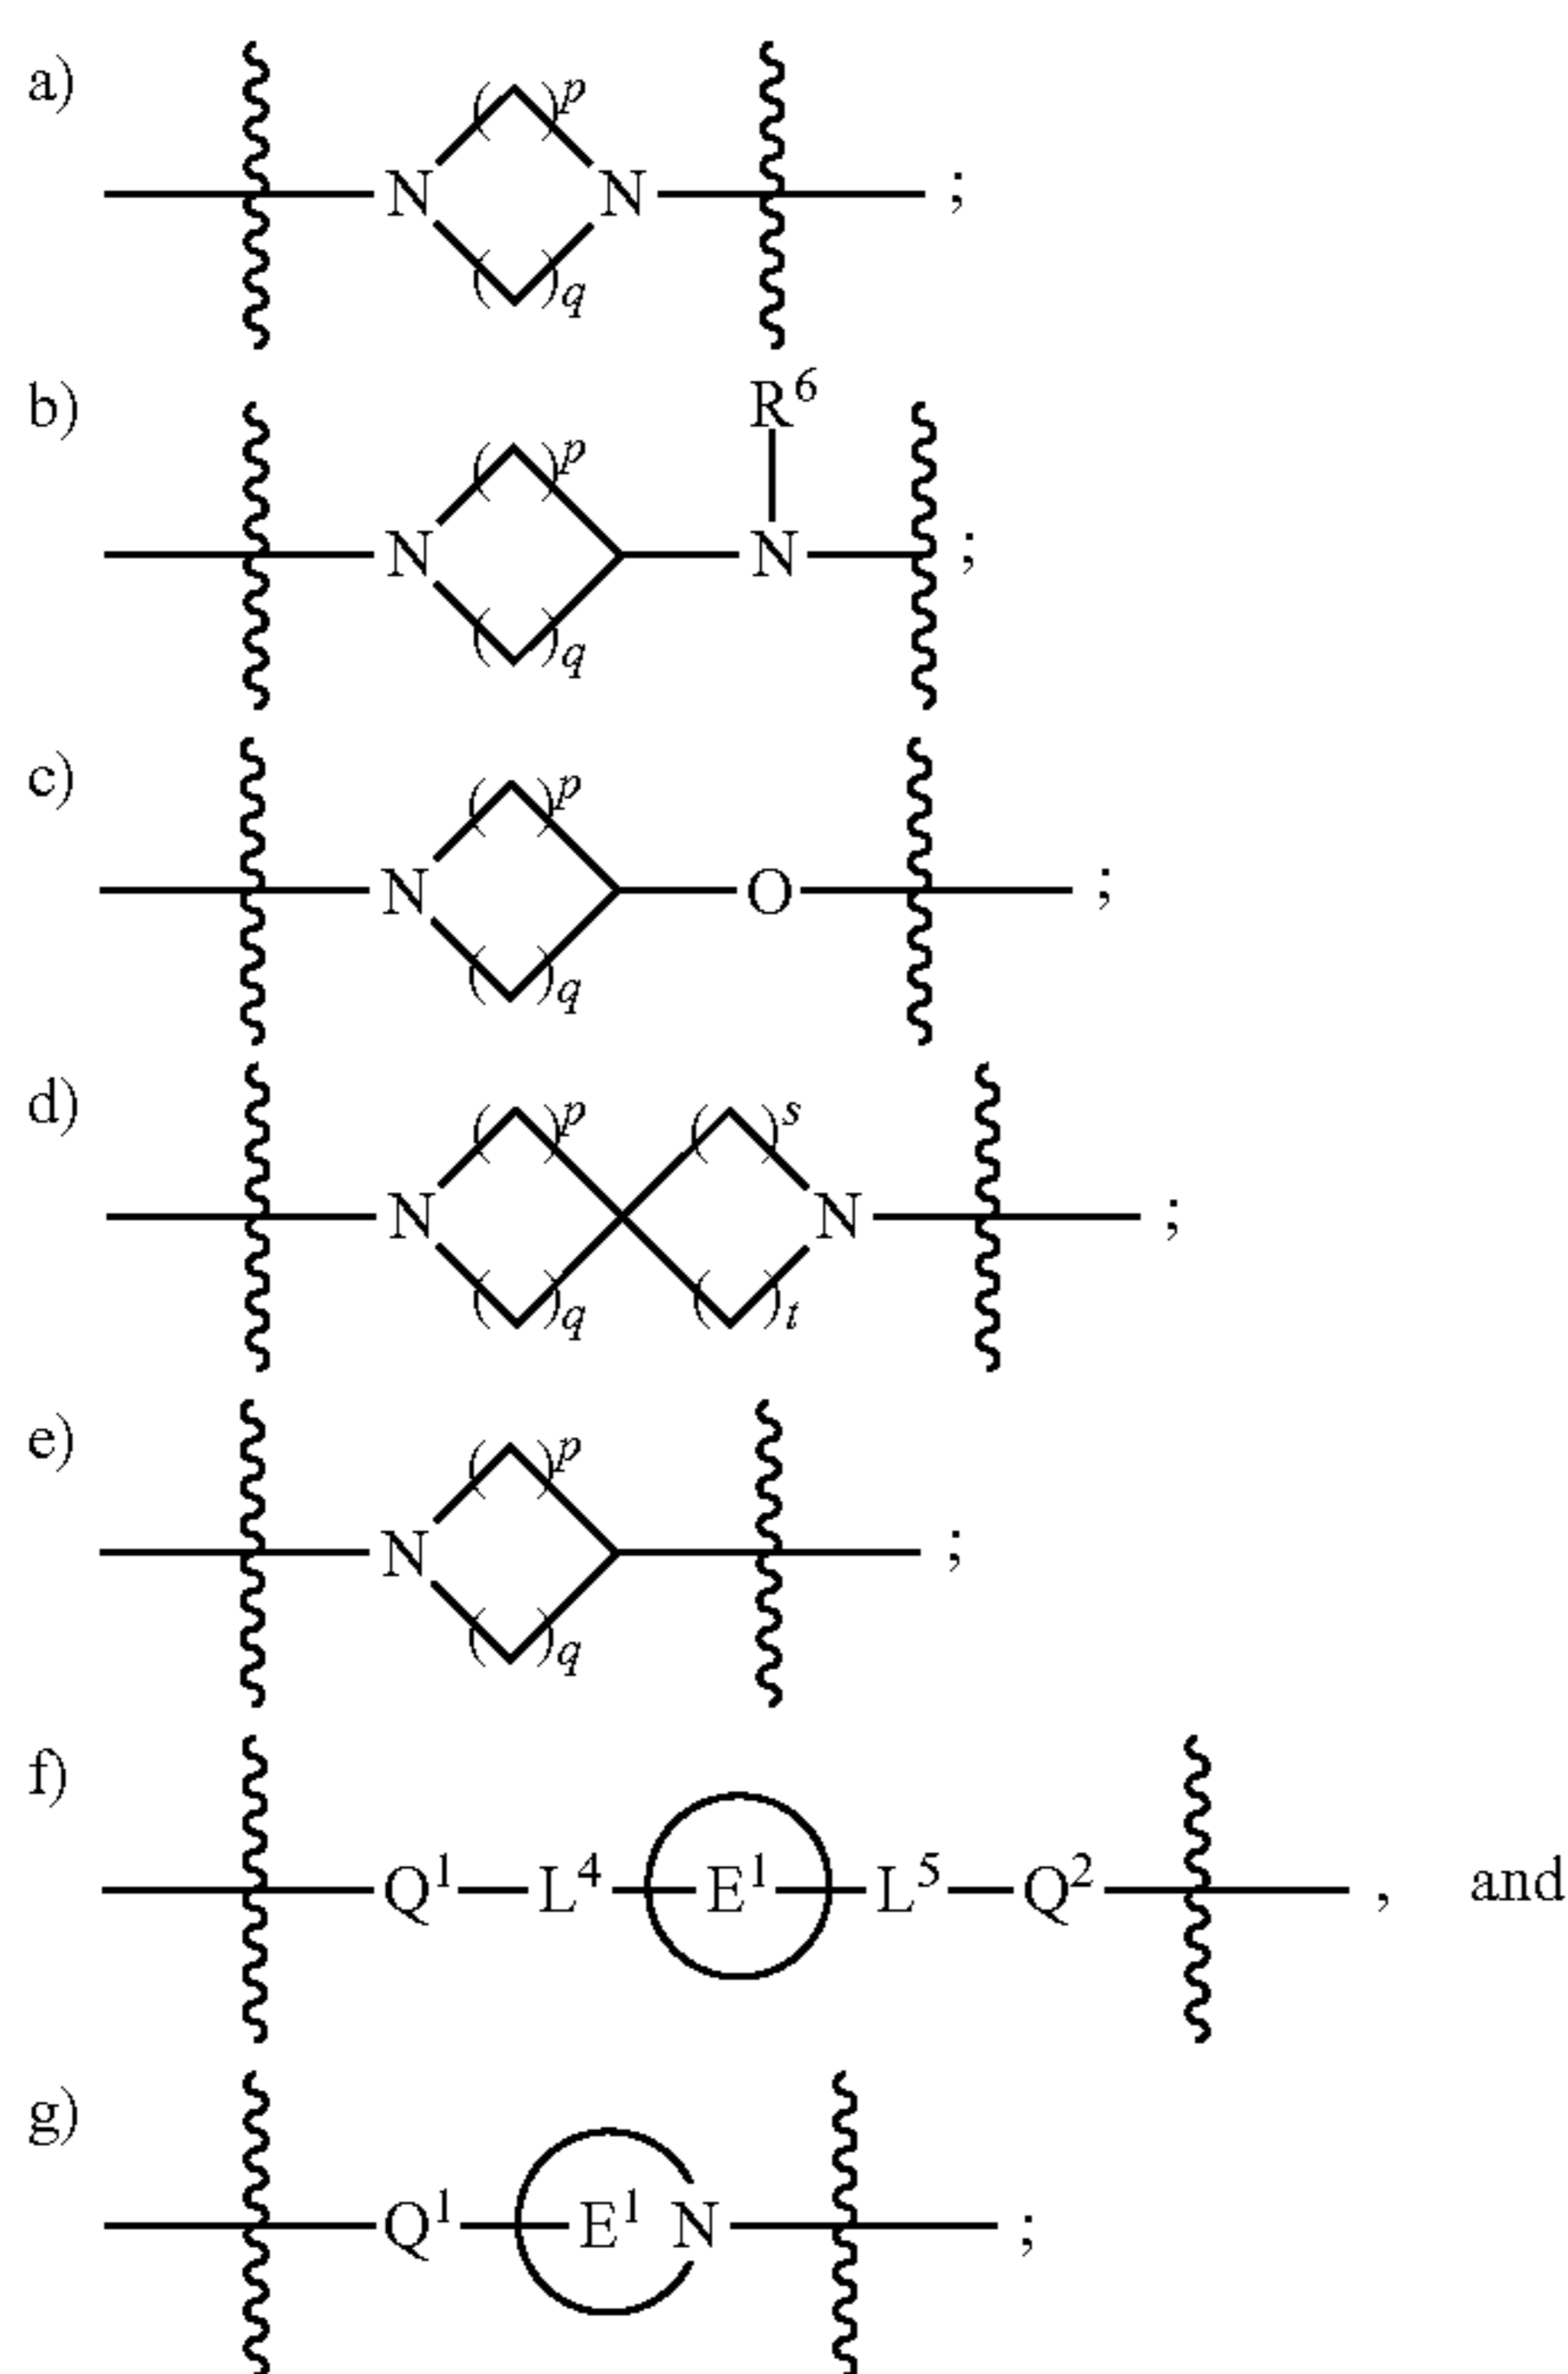 a)
( )p
N N ;
( )q
b)
R6
( )p
N N ;
( )q
c)
( )p
N O ;
( )q
d)
( )p ( )s
N N ;
( )q ( )t
e)
( )p
N ;
( )q
f)
Q1 L4 E1 L5 Q2 , and
g)
Q1 E1 N ;